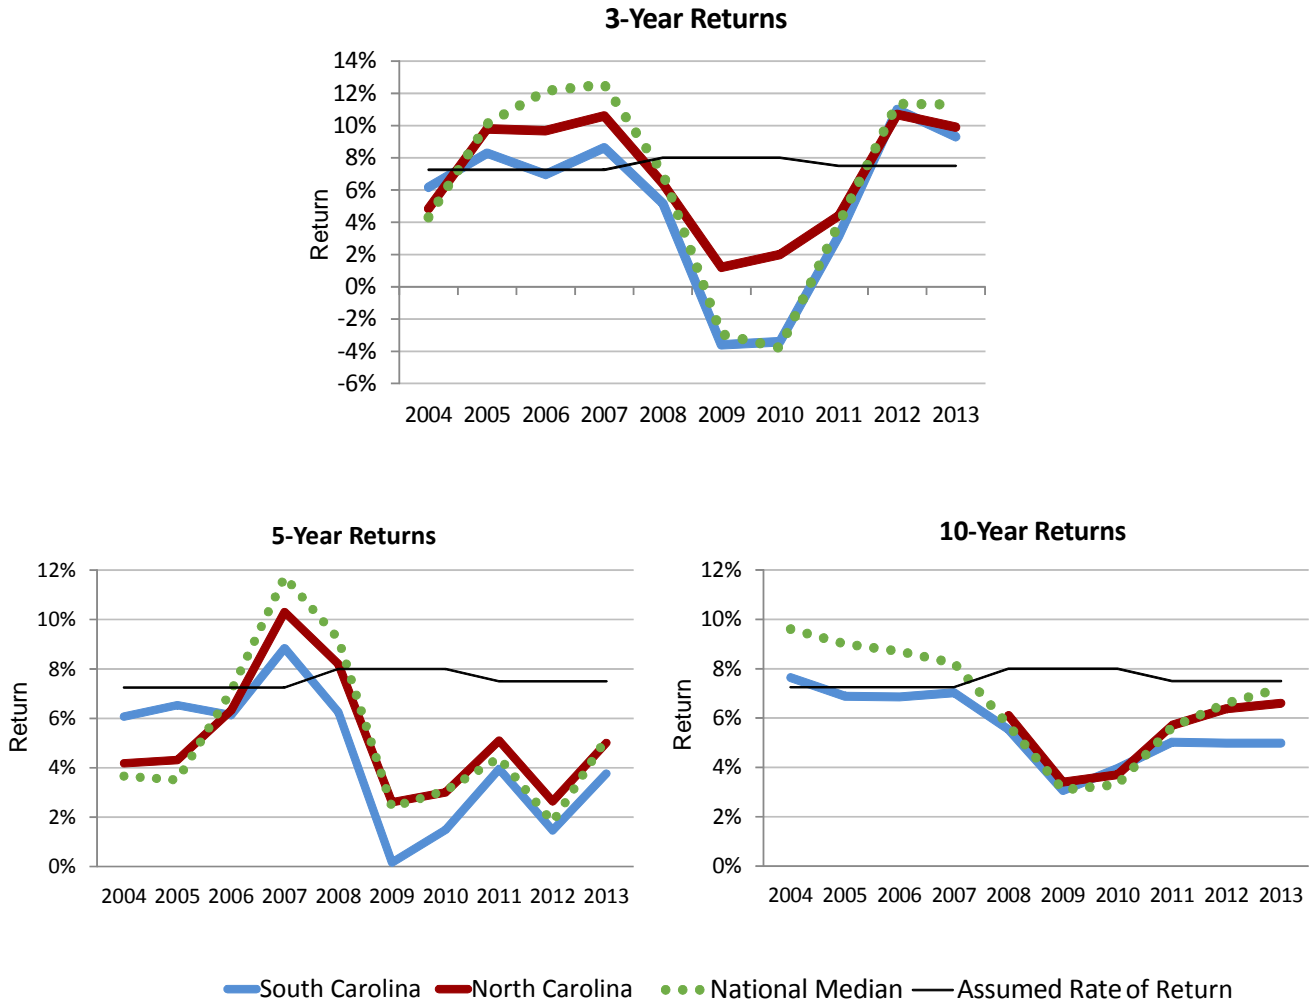 3-Year Returns
14%
12%
10%
8%
6%
4%
2%
0%
-2%
-4%
-6%
Return
2004 2005 2006 2007 2008 2009 2010 2011 2012 2013
5-Year Returns
12%
10%
8%
6%
4%
2%
0%
Return
2004 2005 2006 2007 2008 2009 2010 2011 2012 2013
10-Year Returns
12%
10%
8%
6%
4%
2%
0%
Return
2004 2005 2006 2007 2008 2009 2010 2011 2012 2013
South Carolina North Carolina National Median Assumed Rate of Return